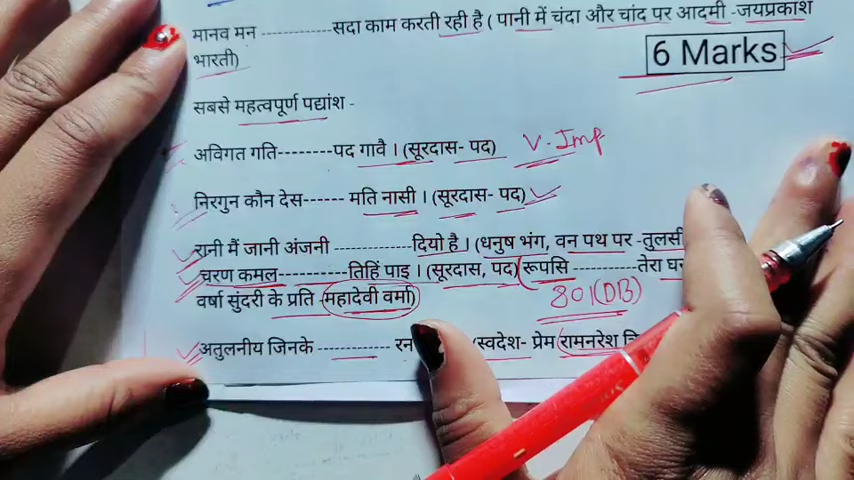 मानव मन ------------सदा काम करती रही है ( पानी में चंदा और चांद पर आदमी -जयप्रकाश
भारती)
6 Marks
सबसे महत्वपूर्ण पद्यांश -
अविगत गति--------पद गावै । (सूरदास- पद) V. Imp
निरगुन कौन देस------ मति नासी । (सूरदास- पद)
रानी मैं जानी अंजनी ------------दियो है । (धनुष भंग, वन पथ पर -तुलसी
चरण कमल----------तिहिं पाइ । (सूरदास, पद) रूपसि ----------तेरा
वर्षा सुंदरी के प्रति -महादेवी वर्मा) 801(DB)
अतुलनीय जिनके ------------ (स्वदेश- प्रेम रामनरेश